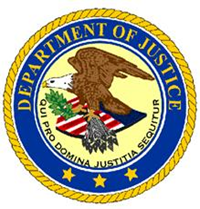 DEPARTMENT OF JUSTICE
QUI PRO DOMINA JUSTITIA SEQUITUR